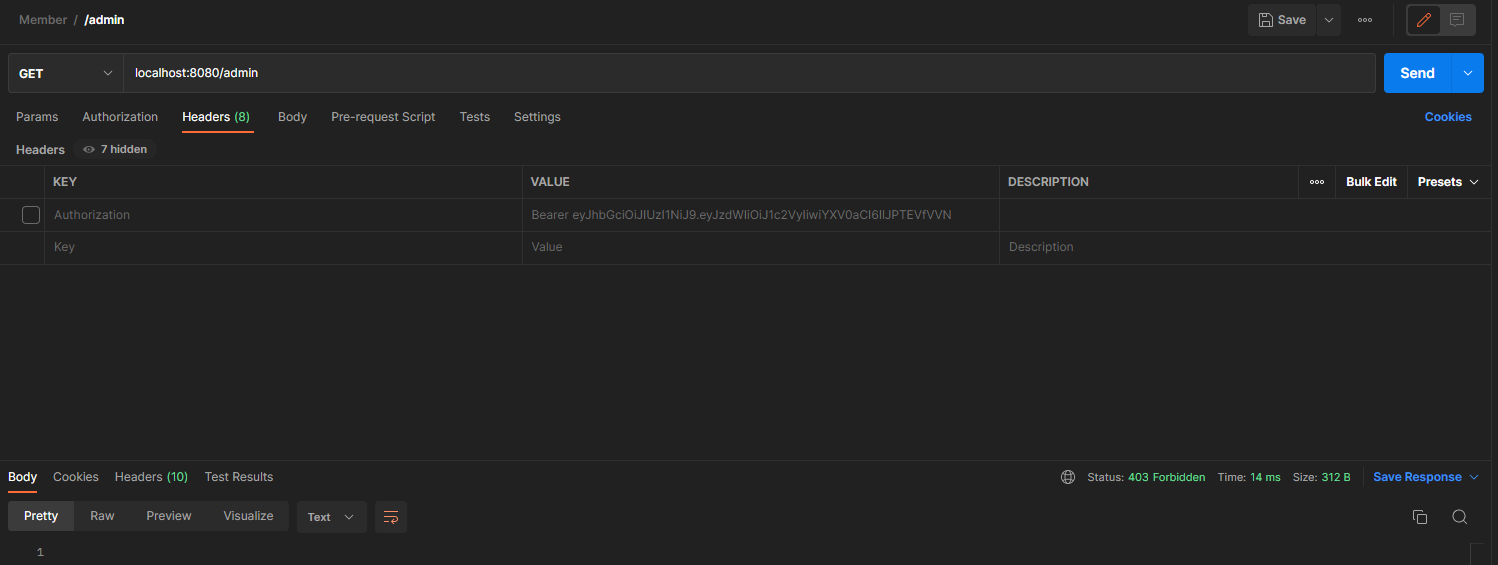 Member / /admin
Save
GET
localhost:8080/admin
Send
Params Authorization Headers (8) Body Pre-request Script Tests Settings Cookies
Headers 7 hidden
KEY VALUE DESCRIPTION Bulk Edit Presets
Authorization Bearer eyJhbGciOiJIUzI1NiJ9.eyJzdWIiOiJ1c2VyIiwiYXV0aCI6IlJPTEVfVVN
Key Value Description
Body Cookies Headers (10) Test Results Status: 403 Forbidden Time: 14 ms Size: 312 B Save Response
Pretty Raw Preview Visualize Text
1